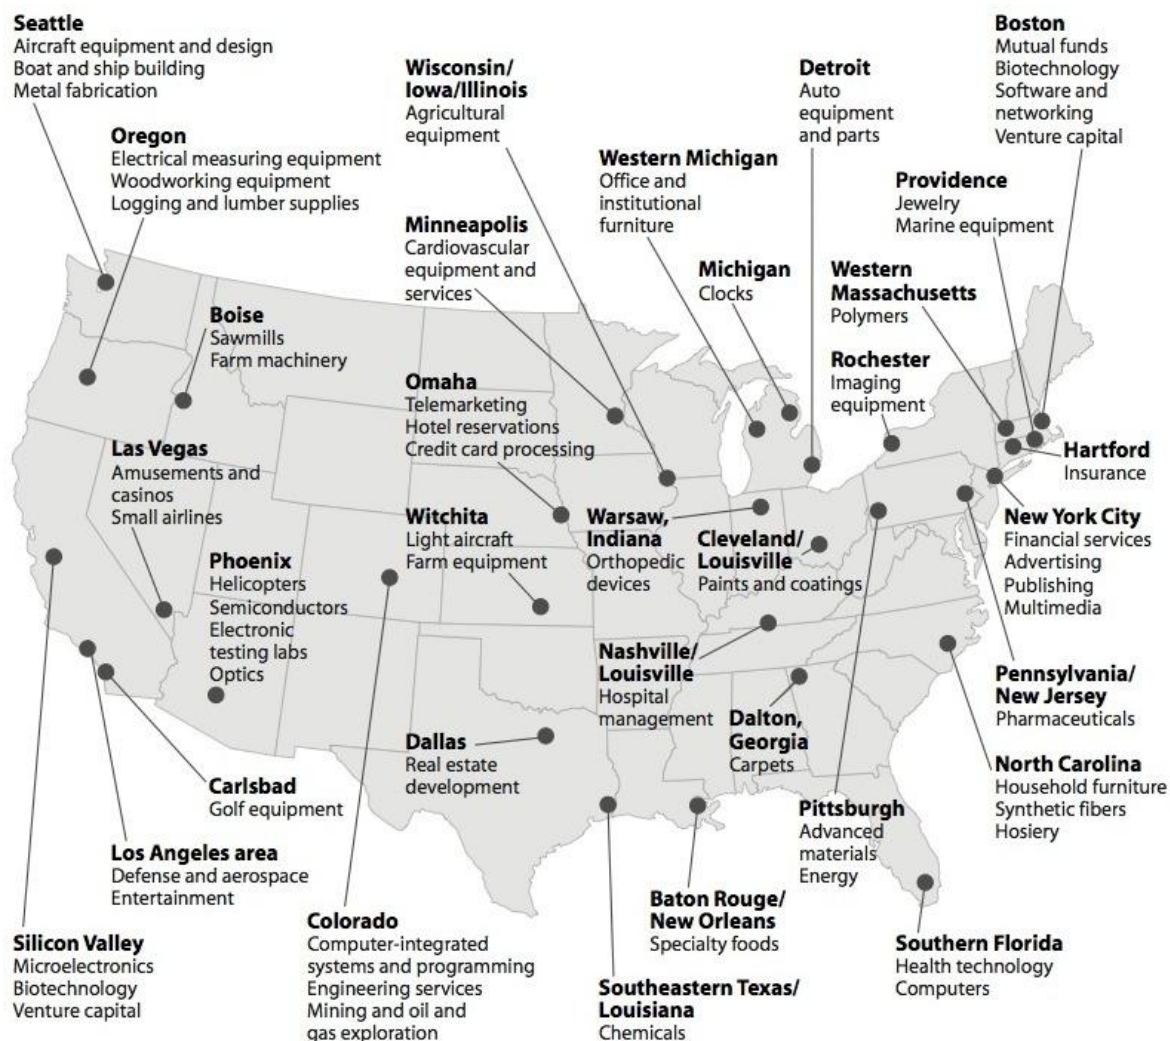 Seattle
Aircraft equipment and design
Boat and ship building
Metal fabrication
Oregon
Electrical measuring equipment
Woodworking equipment
Logging and lumber supplies
Wisconsin/
Iowa/Illinois
Agricultural
equipment
Detroit
Auto
equipment
and parts
Boston
Mutual funds
Biotechnology
Software and
networking
Venture capital
Western Michigan
Office and
institutional
furniture
Providence
Jewelry
Marine equipment
Minneapolis
Cardiovascular
equipment and
services
Michigan
Clocks
Western
Massachusetts
Polymers
Boise
Sawmills
Farm machinery
Rochester
Imaging
equipment
Omaha
Telemarketing
Hotel reservations
Credit card processing
Las Vegas
Amusements and
casinos
Small airlines
Hartford
Insurance
Witchita
Light aircraft
Farm equipment
Warsaw,
Indiana
Orthopedic
devices
Cleveland/
Louisville
Paints and coatings
New York City
Financial services
Advertising
Publishing
Multimedia
Phoenix
Helicopters
Semiconductors
Electronic
testing labs
Optics
Nashville/
Louisville
Hospital
management
Pennsylvania/
New Jersey
Pharmaceuticals
Dalton,
Georgia
Carpets
Dallas
Real estate
development
North Carolina
Household furniture
Synthetic fibers
Hosiery
Carlsbad
Golf equipment
Pittsburgh
Advanced
materials
Energy
Los Angeles area
Defense and aerospace
Entertainment
Baton Rouge/
New Orleans
Specialty foods
Colorado
Computer-integrated
systems and programming
Engineering services
Mining and oil and
gas exploration
Silicon Valley
Microelectronics
Biotechnology
Venture capital
Southern Florida
Health technology
Computers
Southeastern Texas/
Louisiana
Chemicals